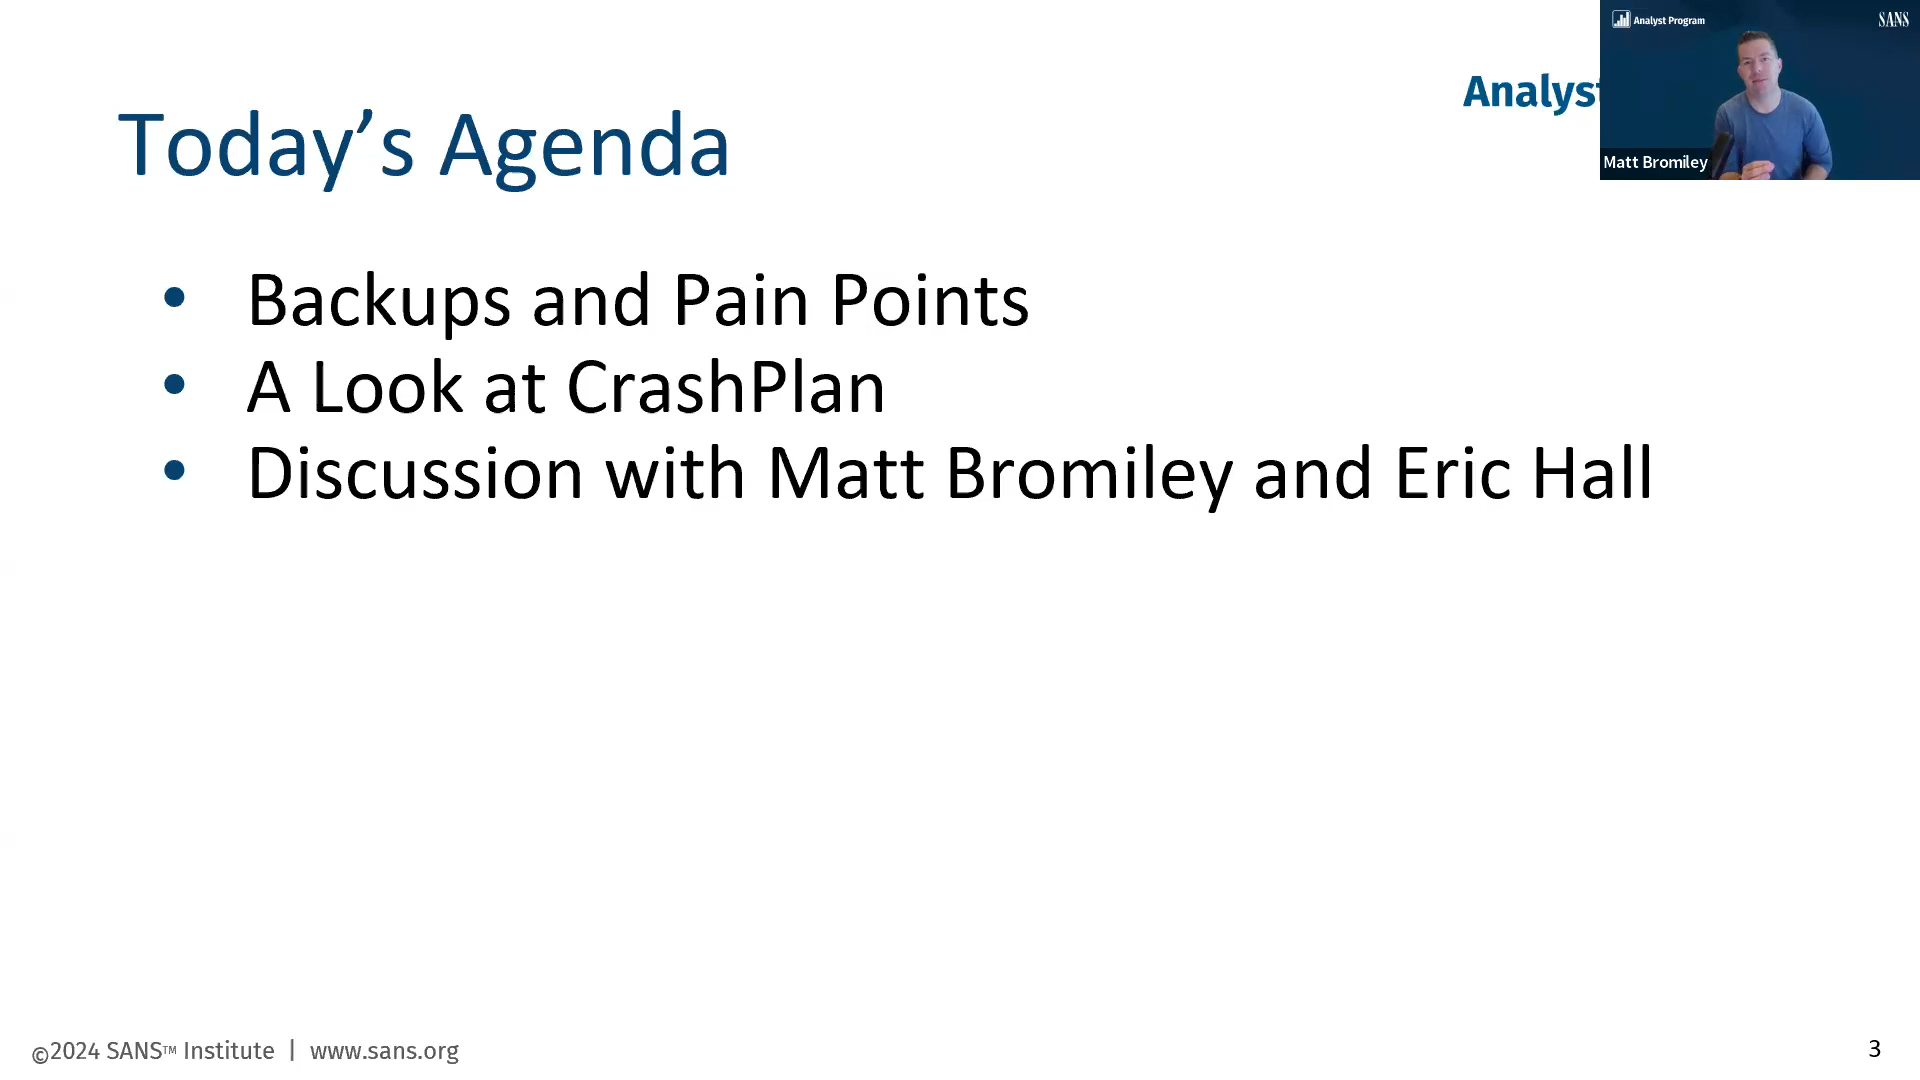 Analyst Program
SANS
Analyst
Today’s Agenda
Matt Bromiley
• Backups and Pain Points
• A Look at CrashPlan
• Discussion with Matt Bromiley and Eric Hall
©2024 SANS™ Institute | www.sans.org
3